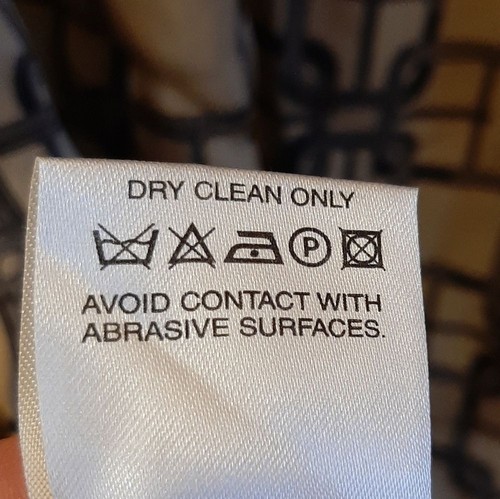 DRY CLEAN ONLY
P
AVOID CONTACT WITH
ABRASIVE SURFACES.